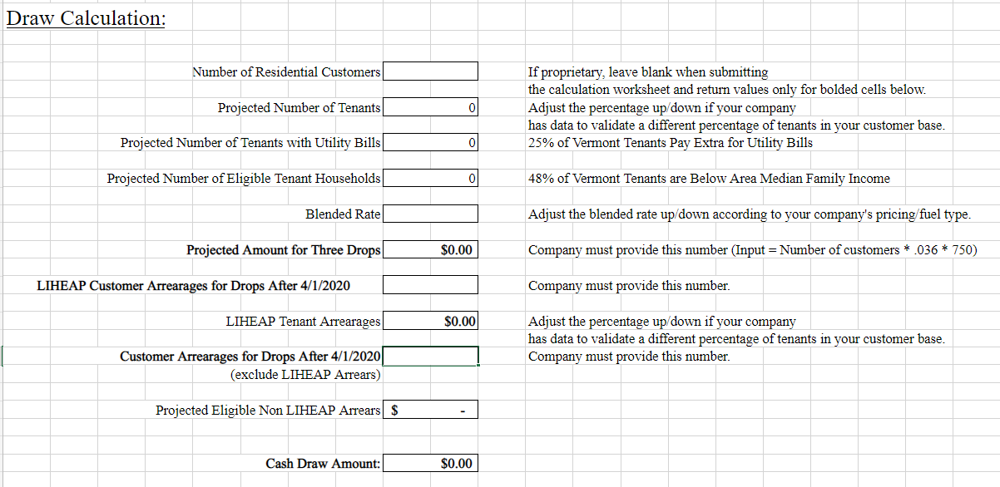 Draw Calculation:
Number of Residential Customers If proprietary, leave blank when submitting
the calculation worksheet and return values only for bolded cells below.
Projected Number of Tenants 0 Adjust the percentage up/down if your company
has data to validate a different percentage of tenants in your customer base.
Projected Number of Tenants with Utility Bills 0 25% of Vermont Tenants Pay Extra for Utility Bills
Projected Number of Eligible Tenant Households 0 48% of Vermont Tenants are Below Area Median Family Income
Blended Rate Adjust the blended rate up/down according to your company's pricing/fuel type.
Projected Amount for Three Drops $0.00 Company must provide this number (Input = Number of customers * .036 * 750)
LIHEAP Customer Arrearages for Drops After 4/1/2020 Company must provide this number.
LIHEAP Tenant Arrearages $0.00 Adjust the percentage up/down if your company
has data to validate a different percentage of tenants in your customer base.
Customer Arrearages for Drops After 4/1/2020 Company must provide this number.
(exclude LIHEAP Arrears)
Projected Eligible Non LIHEAP Arrears $ -
Cash Draw Amount: $0.00